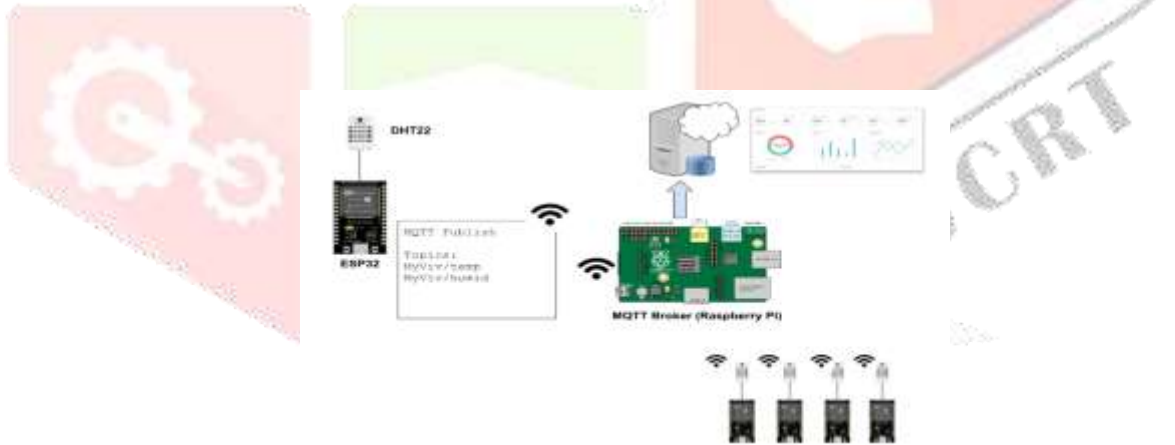 DHT22
ESP32
MQTT Publish
Topics:
MyViv/temp
MyViv/humid
MQTT Broker (Raspberry Pi)
CRT